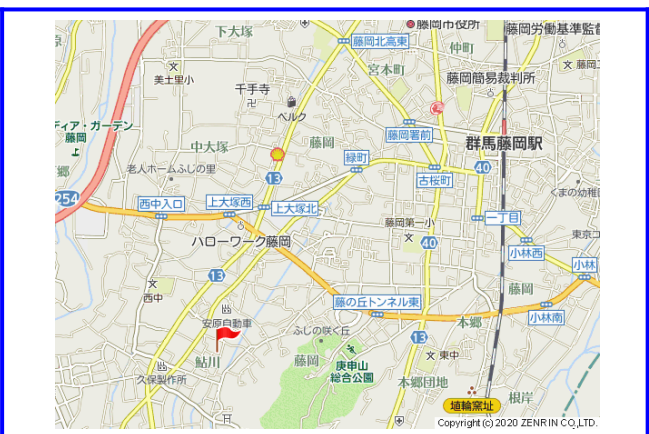 藤岡市役所
藤岡労働基準監督
下大塚
藤岡北高東
仲町
美土里小
宮本町
藤岡簡易裁判所
千手寺
ベルク
ディア・ガーデン
藤岡
藤岡署前
群馬藤岡駅
中大塚
藤岡
緑町
老人ホームふじの里
13
古桜町
40
254
西中入口
上大塚西
上大塚北
くまの幼稚
藤岡第一小
一丁目
ハローワーク藤岡
40
小林西
小林
13
西中
藤の丘トンネル東
藤岡
安原自動車
ふじの咲く丘
本郷
小林南
13
鮎川
藤岡
庚申山
総合公園
東中
久保製作所
本郷団地
埴輪窯址
根岸
Copyright(c) 2020 ZENRIN CO.,LTD.